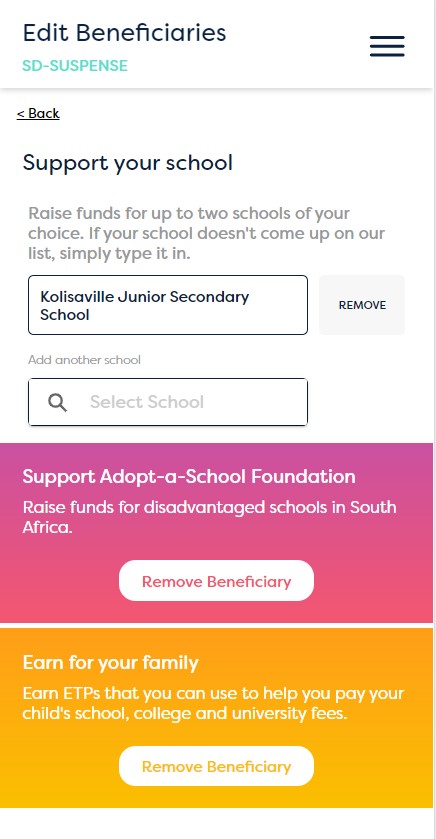 Edit Beneficiaries
SD-SUSPENSE
< Back
Support your school
Raise funds for up to two schools of your
choice. If your school doesn't come up on our
list, simply type it in.
Kolisaville Junior Secondary
School
REMOVE
Add another school
Select School
Support Adopt-a-School Foundation
Raise funds for disadvantaged schools in South
Africa.
Remove Beneficiary
Earn for your family
Earn ETPs that you can use to help you pay your
child's school, college and university fees.
Remove Beneficiary